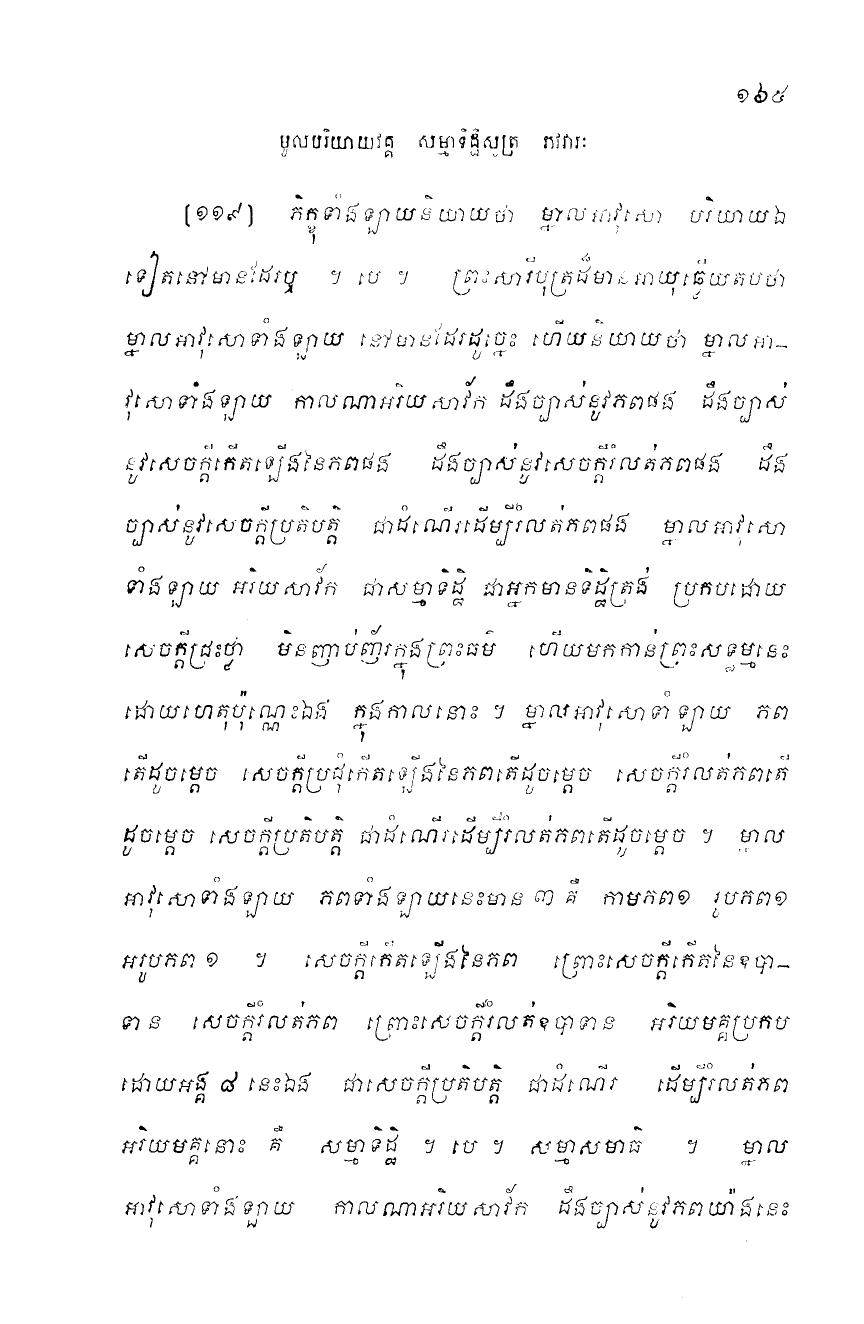 ១៦៥
មូលបរិយាយវគ្គ សម្មាទិដ្ឋិសូត្រ ភវវារៈ
[១១៩] ភិក្ខុទាំងឡាយនិយាយថា ម្នាលអាវុសោ បរិយាយឯ
ទៀតនៅមានដែរឬ ។ បេ ។ ព្រះសារីបុត្រដ៏មានអាយុឆ្លើយតបថា
ម្នាលអាវុសោទាំងឡាយ នៅមានដែរដូច្នេះ ហើយនិយាយថា ម្នាលអា-
វុសោទាំងឡាយ កាលណាអរិយសាវ័ក ដឹងច្បាស់នូវភពផង ដឹងច្បាស់
នូវសេចក្តីកើតឡើងនៃភពផង ដឹងច្បាស់នូវសេចក្តីរំលត់ភពផង ដឹង
ច្បាស់នូវសេចក្តីប្រតិបត្តិ ជាដំណើរដើម្បីរំលត់ភពផង ម្នាលអាវុសោ
ទាំងឡាយ អរិយសាវ័ក ជាសម្មាទិដ្ឋិ ជាអ្នកមានទិដ្ឋិត្រង់ ប្រកបដោយ
សេចក្តីជ្រះថ្លា មិនញាប់ញ័រក្នុងព្រះធម៌ ហើយមកកាន់ព្រះសទ្ធម្មនេះ
ដោយហេតុប៉ុណ្ណេះឯង៍ ក្នុងកាលនោះ ។ ម្នាលអាវុសោទាំឡាយ ភព
តើដូចម្តេច សេចក្តីប្រជុំកើតឡើងនៃភពតើដូចម្តេច សេចក្តីរំលត់ភពតើ
ដូចម្តេច សេចក្តីប្រតិបត្តិ ជាដំណើរដើម្បីរំលត់ភពតើដូចម្តេច ។ ម្នាល
អាវុសោទាំងឡាយ ភពទាំងឡាយនេះមាន ៣ គឺ កាមភព១ រូបភព១
អរូបភព ១ ។ សេចក្តីកើតឡើងនៃភព ព្រោះសេចក្តីកើតនៃឧបា-
ទាន សេចក្តីរំលត់ភព ព្រោះសេចក្តីរំលត់ឧបាទាន អរិយមគ្គប្រកប
ដោយអង្គ ៨ នេះឯង ជាសេចក្តីប្រតិបត្តិ ជាដំណើរ ដើម្បីរំលត់ភព
អរិយមគ្គនោះ គឺ សម្មាទិដ្ឋិ ។ បេ ។ សម្មាសមាធិ ។ ម្នាល
អាវុសោទាំងឡាយ កាលណាអរិយសាវ័ក ដឹងច្បាស់នូវភពយ៉ាងនេះ